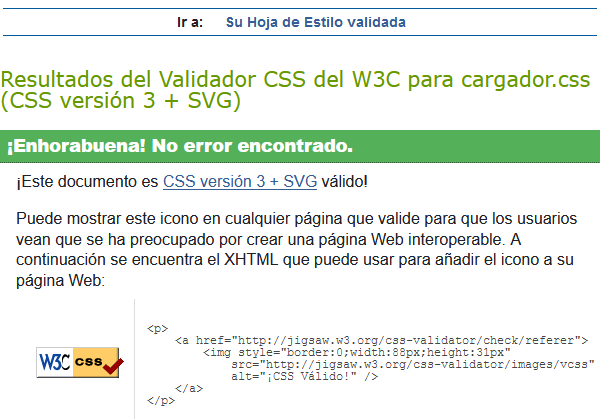 Ir a: Su Hoja de Estilo validada
Resultados del Validador CSS del W3C para cargador.css
(CSS versión 3 + SVG)
¡Enhorabuena! No error encontrado.
¡Este documento es CSS versión 3 + SVG válido!
Puede mostrar este icono en cualquier página que valide para que los usuarios
vean que se ha preocupado por crear una página Web interoperable. A
continuación se encuentra el XHTML que puede usar para añadir el icono a su
página Web:
W3C css
<p>
<a href="http://jigsaw.w3.org/css-validator/check/referer">
<img style="border:0;width:88px;height:31px"
src="http://jigsaw.w3.org/css-validator/images/vcss"
alt="¡CSS Válido!" />
</a>
</p>